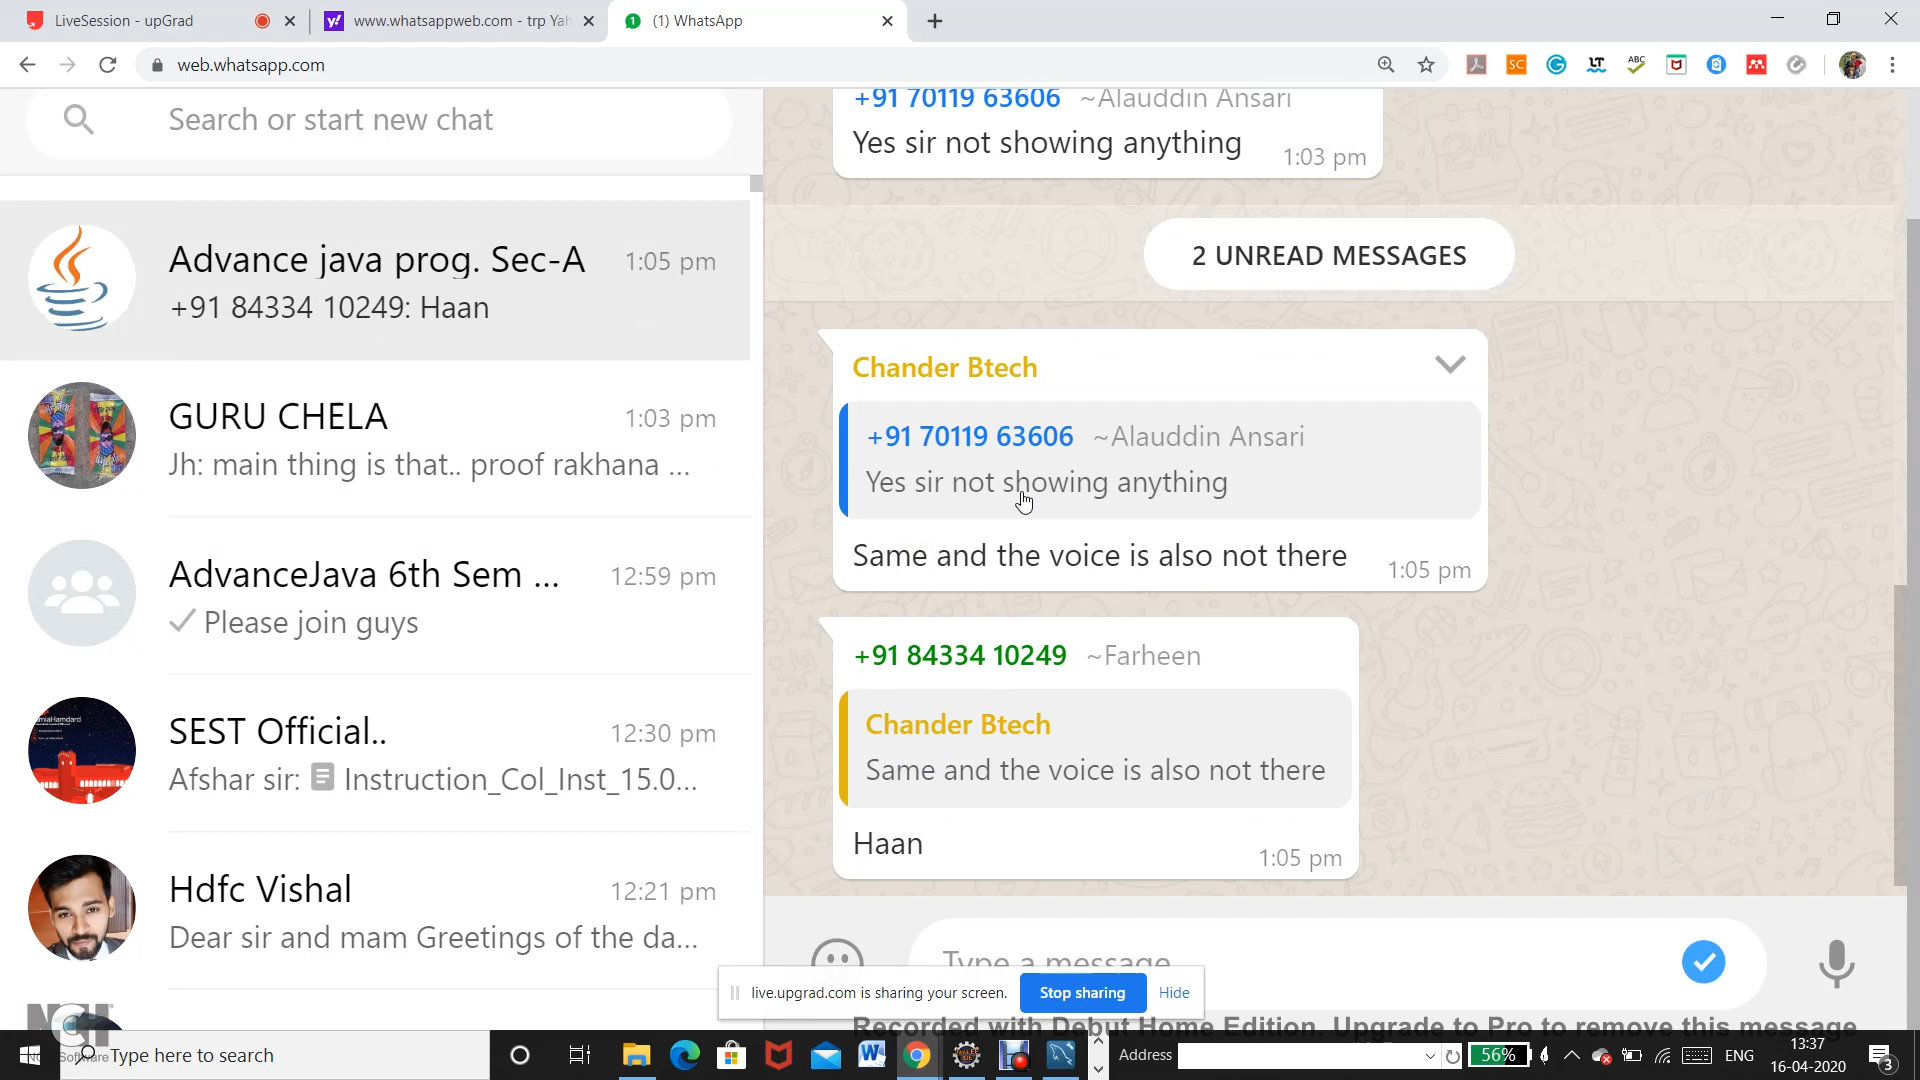 LiveSession - upGrad
www.whatsappweb.com - trp Yah
(1) WhatsApp
web.whatsapp.com
Search or start new chat
Advance java prog. Sec-A 1:05 pm
+91 84334 10249: Haan
GURU CHELA 1:03 pm
Jh: main thing is that.. proof rakhana ...
AdvanceJava 6th Sem ... 12:59 pm
Please join guys
SEST Official.. 12:30 pm
Afshar sir: Instruction_Col_Inst_15.0...
Hdfc Vishal 12:21 pm
Dear sir and mam Greetings of the da...
+91 70119 63606 ~Alauddin Ansari
Yes sir not showing anything 1:03 pm
2 UNREAD MESSAGES
Chander Btech
+91 70119 63606 ~Alauddin Ansari
Yes sir not showing anything
Same and the voice is also not there 1:05 pm
+91 84334 10249 ~Farheen
Chander Btech
Same and the voice is also not there
Haan 1:05 pm
Type a message
live.upgrad.com is sharing your screen. Stop sharing Hide
Recorded with Debut Home Edition. Upgrade to Pro to remove this message
NCH
Software
Type here to search
Address
56%
ENG
13:37
16-04-2020
3